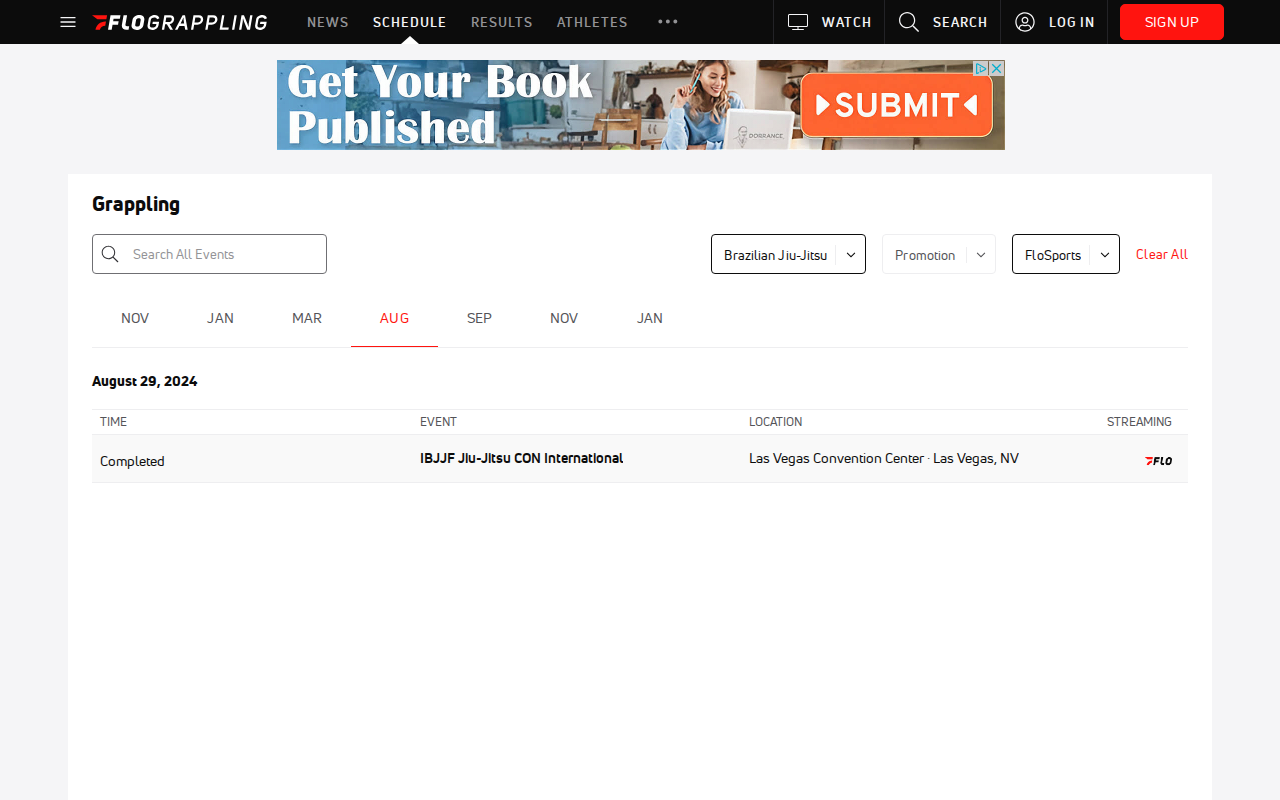 FLOGRAPPLING NEWS SCHEDULE RESULTS ATHLETES WATCH SEARCH LOG IN SIGN UP
Get Your Book
Published
SUBMIT
DORRANCE
Grappling
Search All Events Brazilian Jiu-Jitsu Promotion FloSports Clear All
NOV JAN MAR AUG SEP NOV JAN
August 29, 2024
TIME EVENT LOCATION STREAMING
Completed IBJJF Jiu-Jitsu CON International Las Vegas Convention Center · Las Vegas, NV FLO